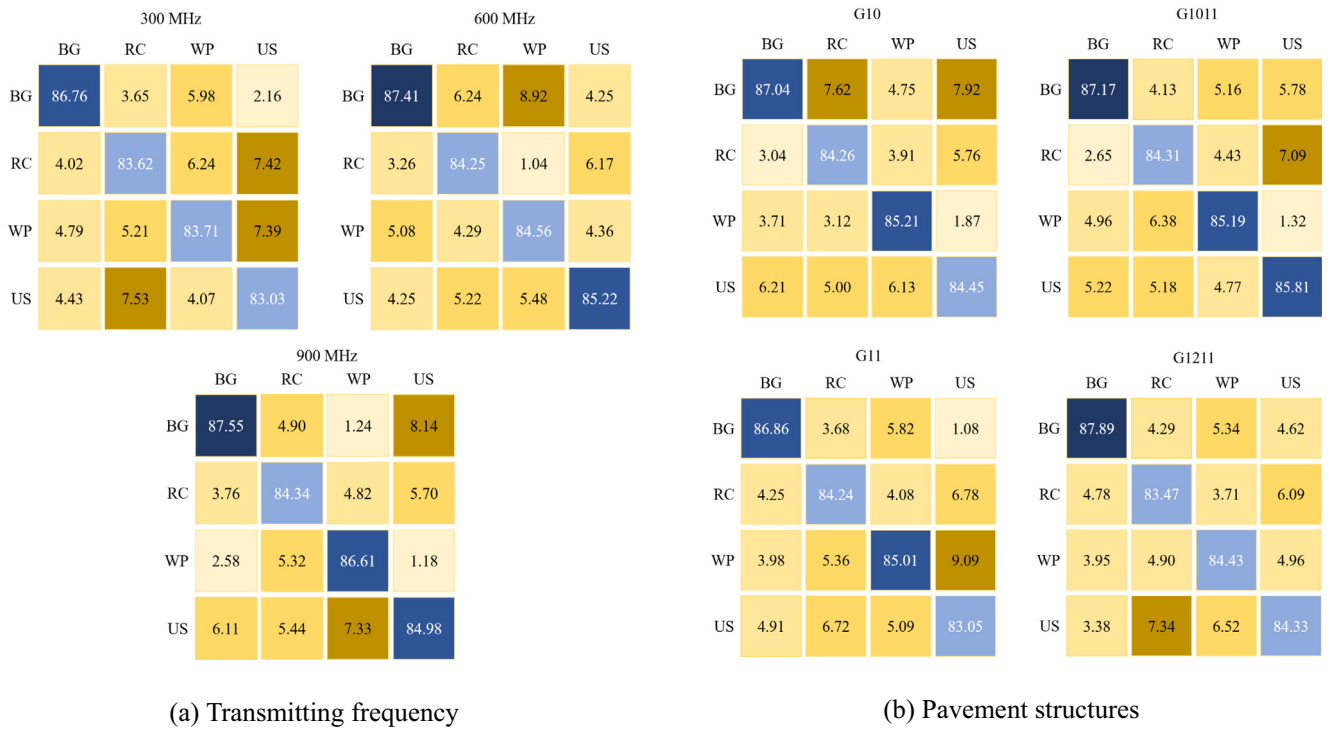 300 MHz
BG RC WP US
BG 86.76 3.65 5.98 2.16
RC 4.02 83.62 6.24 7.42
WP 4.79 5.21 83.71 7.39
US 4.43 7.53 4.07 83.03
600 MHz
BG RC WP US
BG 87.41 6.24 8.92 4.25
RC 3.26 84.25 1.04 6.17
WP 5.08 4.29 84.56 4.36
US 4.25 5.22 5.48 85.22
900 MHz
BG RC WP US
BG 87.55 4.90 1.24 8.14
RC 3.76 84.34 4.82 5.70
WP 2.58 5.32 86.61 1.18
US 6.11 5.44 7.33 84.98
(a) Transmitting frequency
G10
BG RC WP US
BG 87.04 7.62 4.75 7.92
RC 3.04 84.26 3.91 5.76
WP 3.71 3.12 85.21 1.87
US 6.21 5.00 6.13 84.45
G1011
BG RC WP US
BG 87.17 4.13 5.16 5.78
RC 2.65 84.31 4.43 7.09
WP 4.96 6.38 85.19 1.32
US 5.22 5.18 4.77 85.81
G11
BG RC WP US
BG 86.86 3.68 5.82 1.08
RC 4.25 84.24 4.08 6.78
WP 3.98 5.36 85.01 9.09
US 4.91 6.72 5.09 83.05
G1211
BG RC WP US
BG 87.89 4.29 5.34 4.62
RC 4.78 83.47 3.71 6.09
WP 3.95 4.90 84.43 4.96
US 3.38 7.34 6.52 84.33
(b) Pavement structures